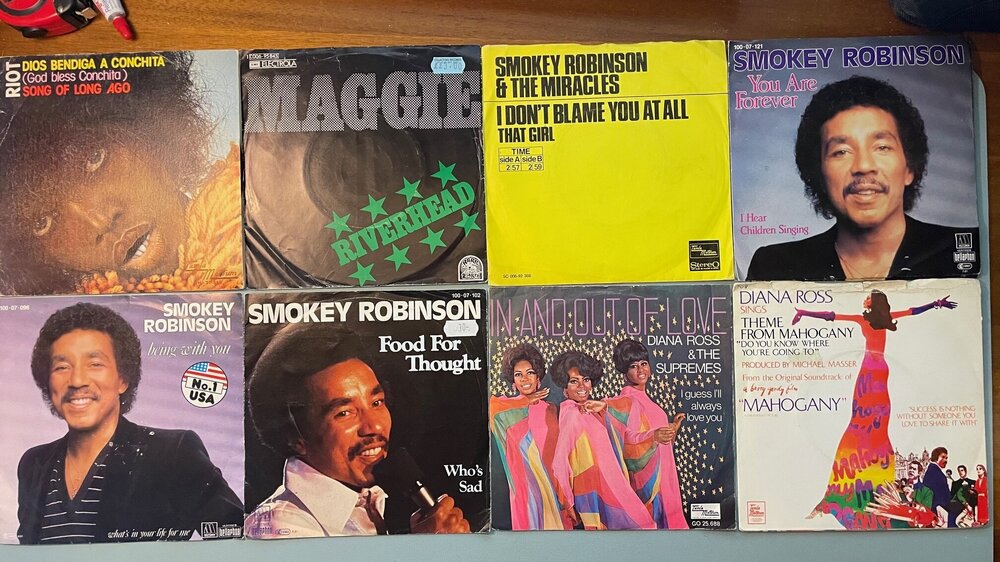 RIOT
DIOS BENDIGA A CONCHITA
(God bless Conchita)
SONG OF LONG AGO
ELECTROLA
MAGGIE
RIVERHEAD
SMOKEY ROBINSON
& THE MIRACLES
I DON'T BLAME YOU AT ALL
THAT GIRL
TIME
side A side B
2:57 2:59
Stereo
100-07-121
SMOKEY ROBINSON
You Are
Forever
I Hear
Children Singing
bellaphon
100-07-096
SMOKEY
ROBINSON
being with you
No.1
USA
what's in your life for me
bellaphon
100-07-102
SMOKEY ROBINSON
Food For
Thought
Who's
Sad
IN AND OUT OF LOVE
DIANA ROSS
& THE
SUPREMES
I guess I'll
always
love you
GO 25.688
DIANA ROSS
SINGS
THEME
FROM MAHOGANY
"DO YOU KNOW WHERE
YOU'RE GOING TO"
PRODUCED BY MICHAEL MASSER
From the Original Soundtrack of
a berry gordy film
"MAHOGANY"
"SUCCESS IS NOTHING
WITHOUT SOMEONE YOU
LOVE TO SHARE IT WITH"